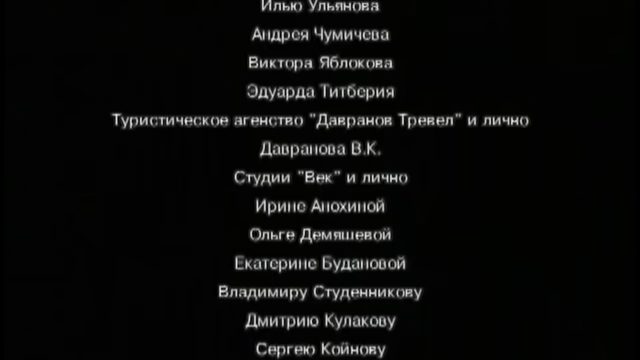 Илью Ульянова
Андрея Чумичева
Виктора Яблокова
Эдуарда Титберия
Туристическое агенство "Давранов Тревел" и лично
Давранова В.К.
Студии "Век" и лично
Ирине Анохиной
Ольге Демяшевой
Екатерине Будановой
Владимиру Студенникову
Дмитрию Кулакову
Сергею Койнову